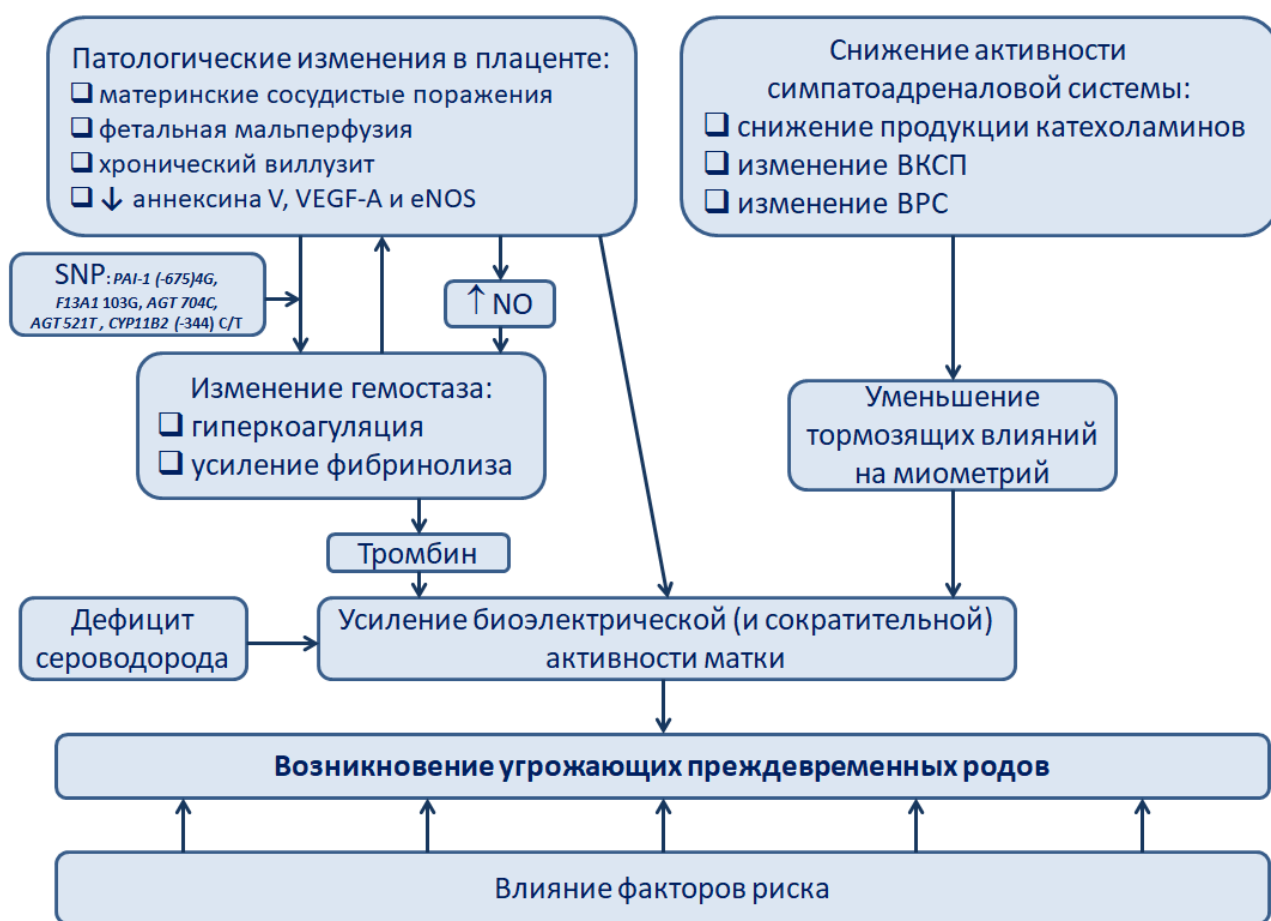 Патологические изменения в плаценте:
❑ материнские сосудистые поражения
❑ фетальная мальперфузия
❑ хронический виллузит
❑ ↓ аннексина V, VEGF-A и eNOS
Снижение активности
симпатоадреналовой системы:
❑ снижение продукции катехоламинов
❑ изменение ВКСП
❑ изменение ВРС
SNP: PAI-1 (-675)4G,
F13A1 103G, AGT 704C,
AGT 521T , CYP11B2 (-344) C/T
↑ NO
Изменение гемостаза:
❑ гиперкоагуляция
❑ усиление фибринолиза
Уменьшение
тормозящих влияний
на миометрий
Тромбин
Дефицит
сероводорода
Усиление биоэлектрической (и сократительной)
активности матки
Возникновение угрожающих преждевременных родов
Влияние факторов риска